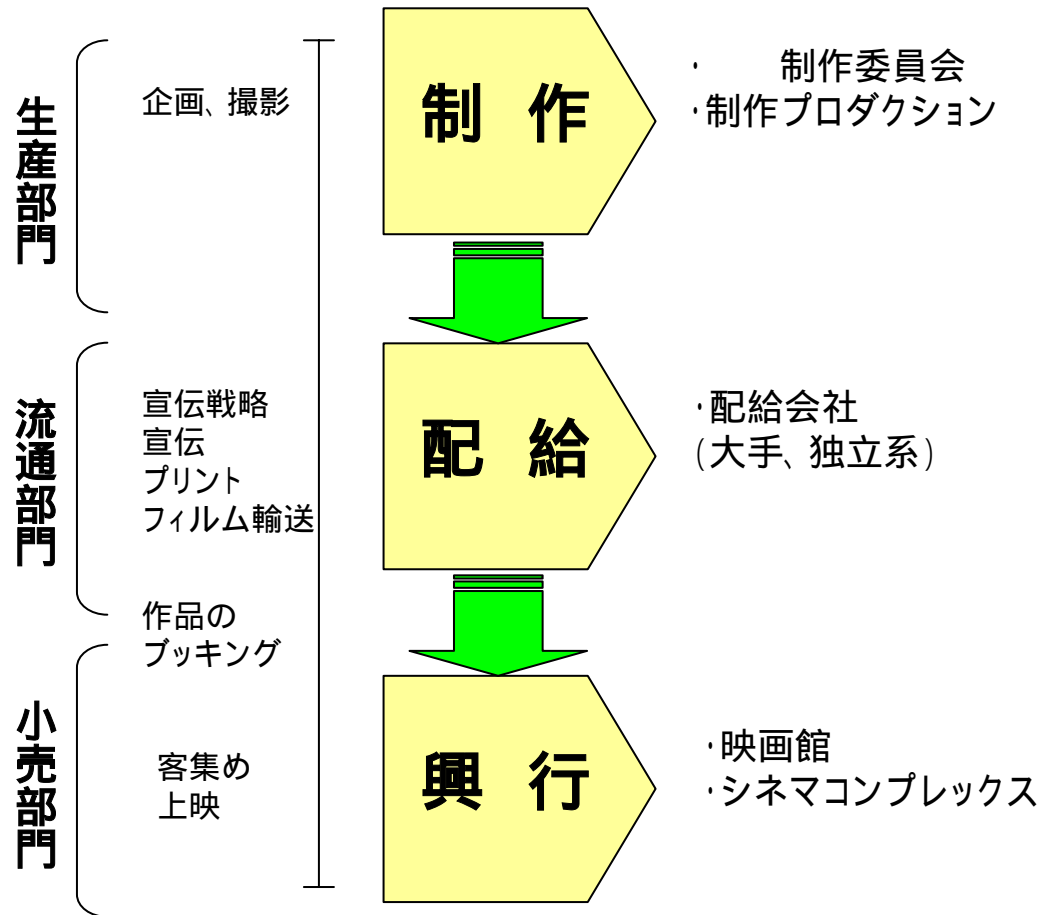 生産部門
企画、撮影
制 作
・ 制作委員会
・制作プロダクション
流通部門
宣伝戦略
宣伝
プリント
フィルム輸送
配 給
・配給会社
(大手、独立系)
作品の
ブッキング
小売部門
客集め
上映
興 行
・映画館
・シネマコンプレックス